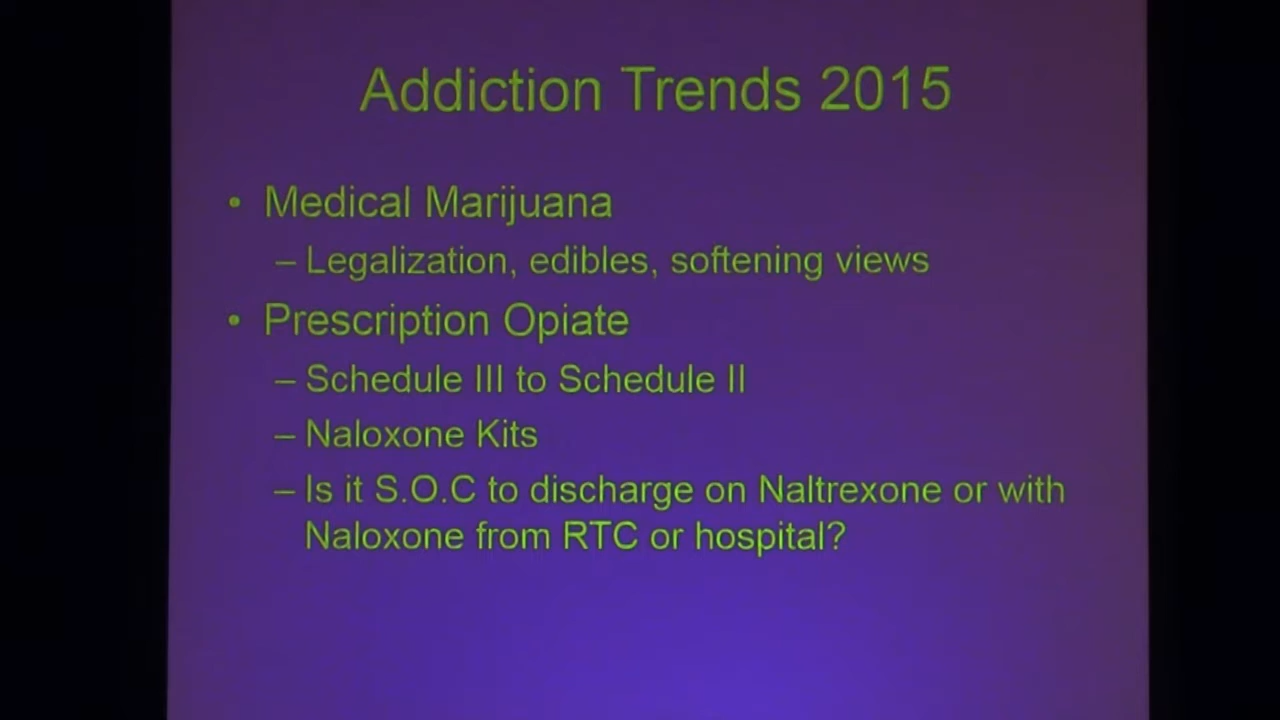 Addiction Trends 2015
• Medical Marijuana
– Legalization, edibles, softening views
• Prescription Opiate
– Schedule III to Schedule II
– Naloxone Kits
– Is it S.O.C to discharge on Naltrexone or with
Naloxone from RTC or hospital?